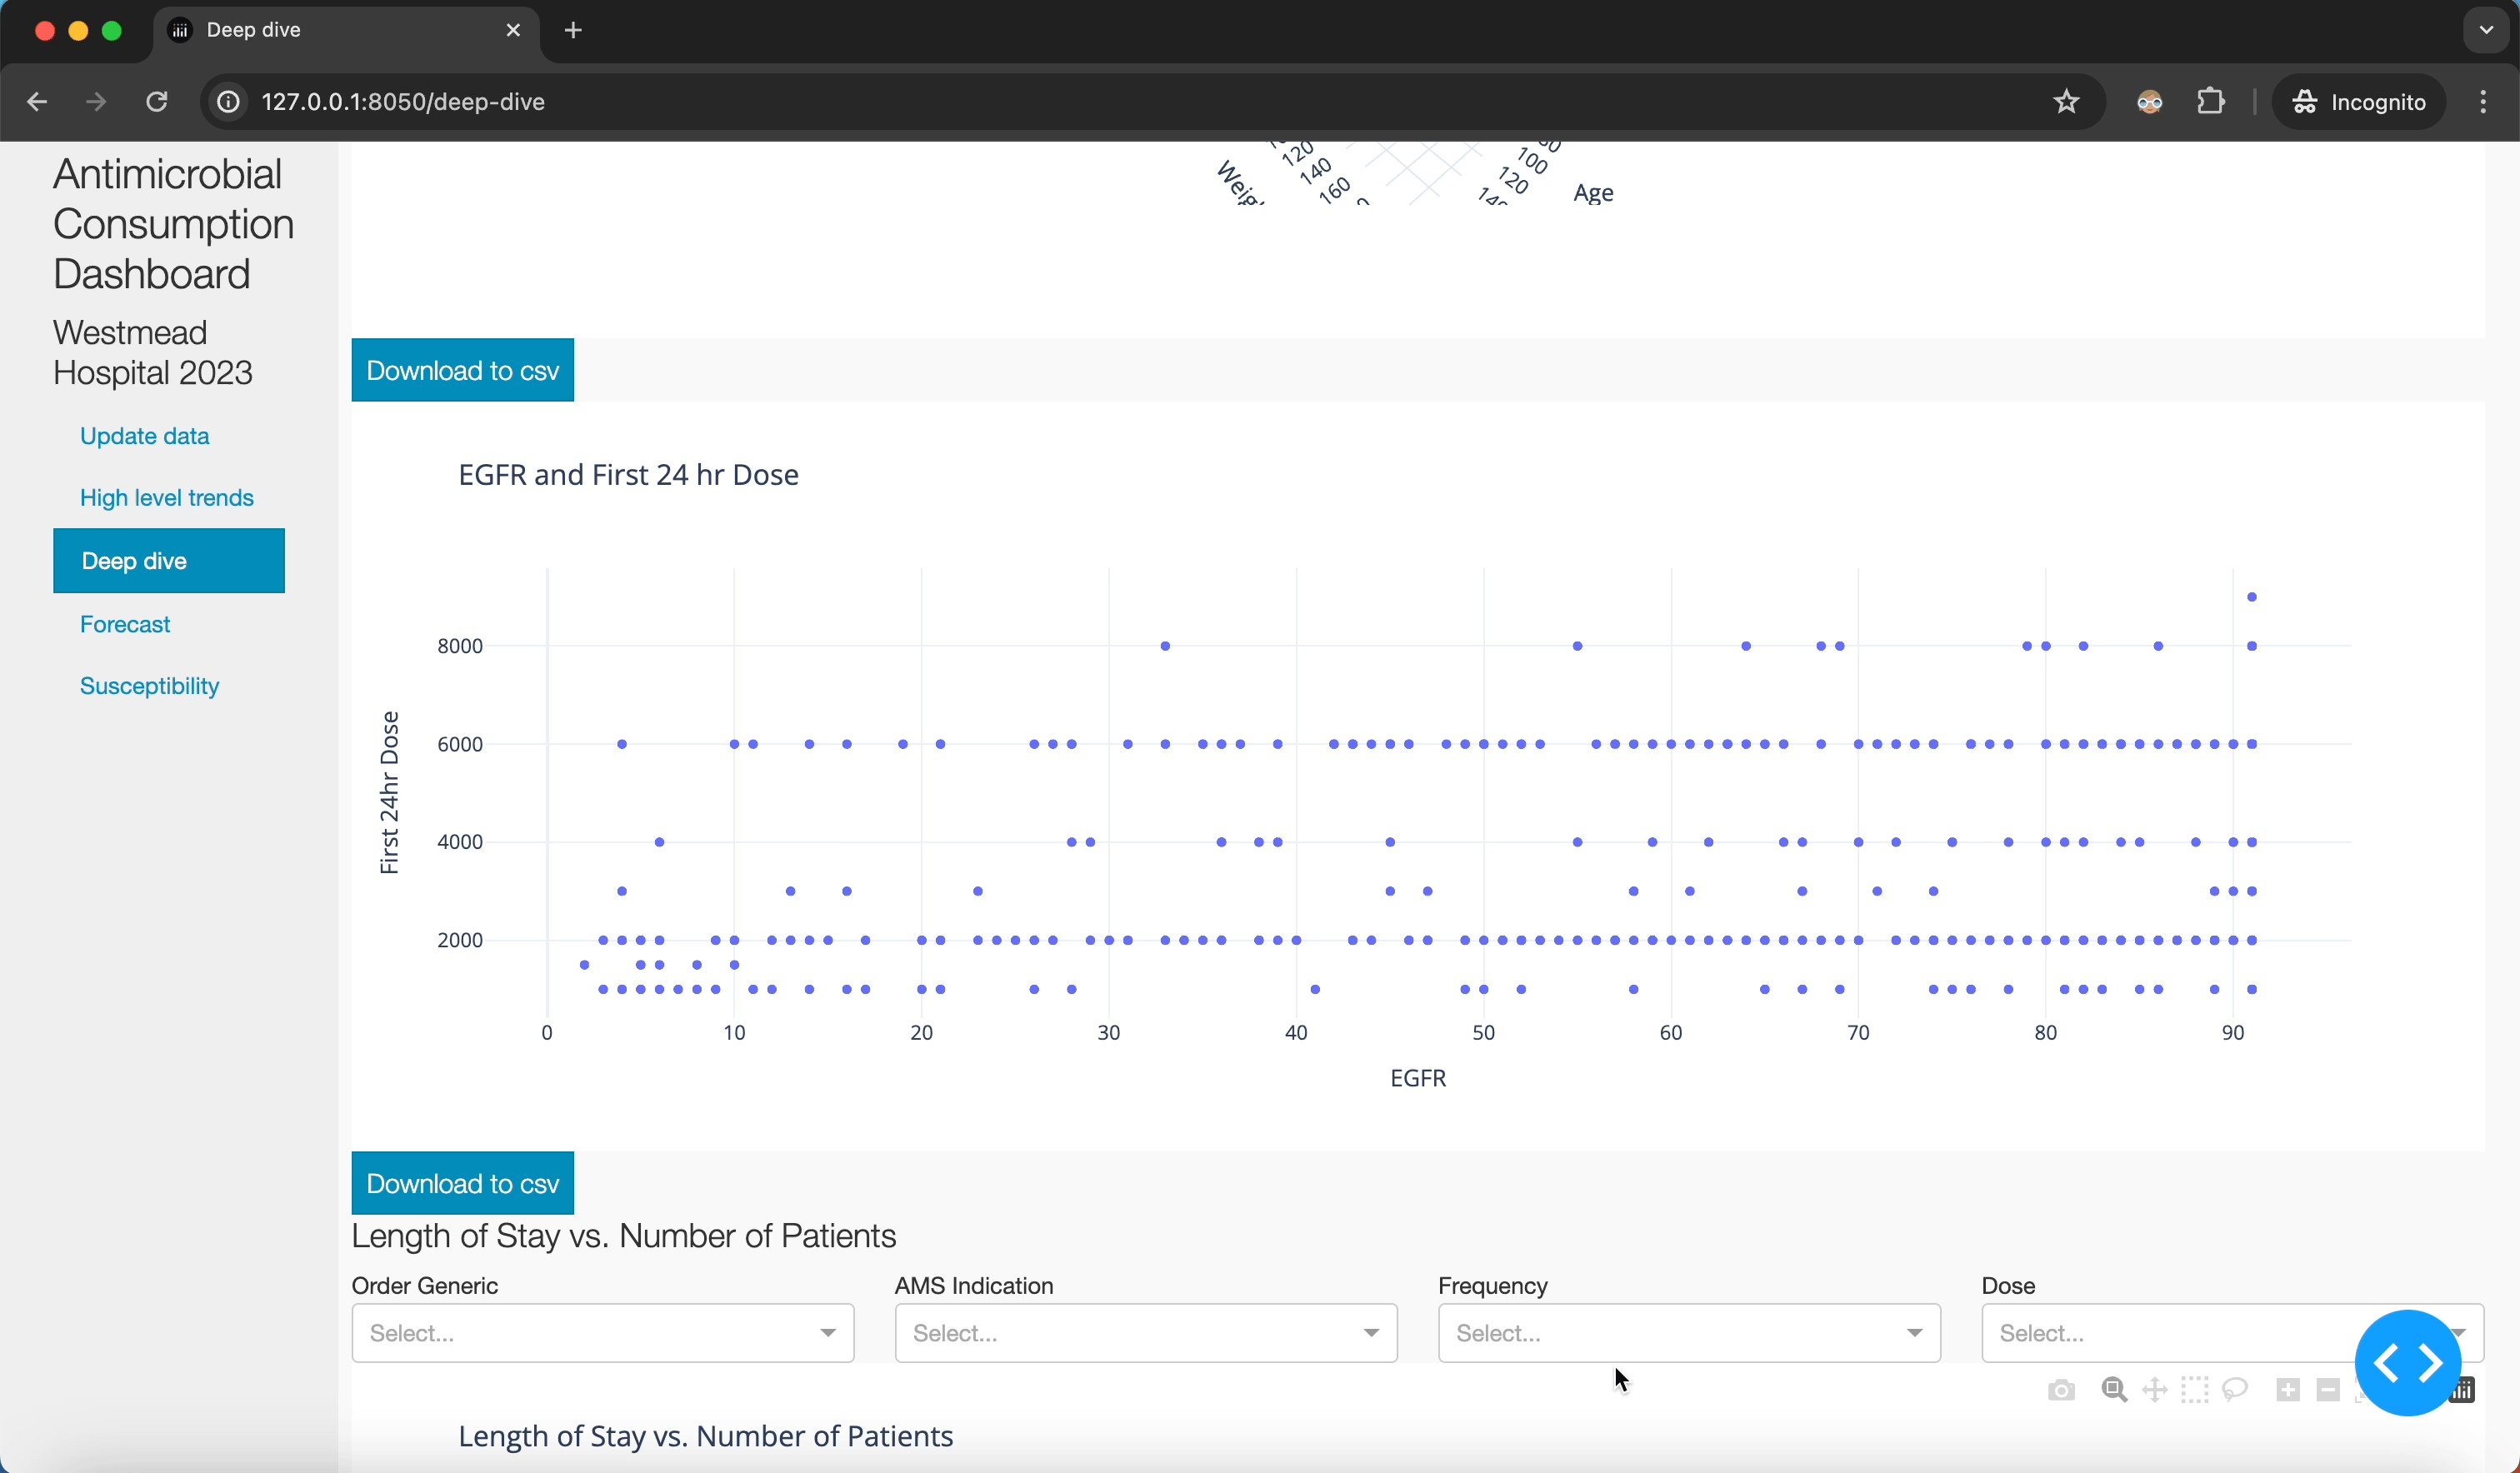 Deep dive
127.0.0.1:8050/deep-dive
Incognito
Antimicrobial
Consumption
Dashboard
Westmead
Hospital 2023
Update data
High level trends
Deep dive
Forecast
Susceptibility
120
140
160
100
120
Age
Download to csv
EGFR and First 24 hr Dose
First 24hr Dose
8000
6000
4000
2000
0 10 20 30 40 50 60 70 80 90
EGFR
Download to csv
Length of Stay vs. Number of Patients
Order Generic AMS Indication Frequency Dose
Select... Select... Select... Select...
Length of Stay vs. Number of Patients